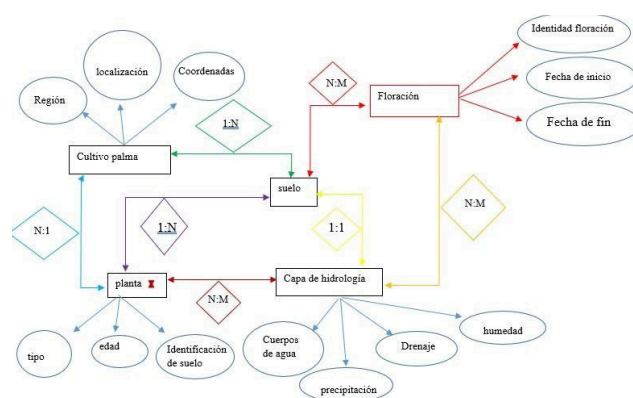 Identidad floración
localización
Coordenadas
N:M
Floración
Fecha de inicio
Región
1:N
Fecha de fín
Cultivo palma
suelo
N:1
1:N
1:1
N:M
planta
N:M
Capa de hidrología
tipo
edad
Identificación
de suelo
Cuerpos
de agua
precipitación
Drenaje
humedad